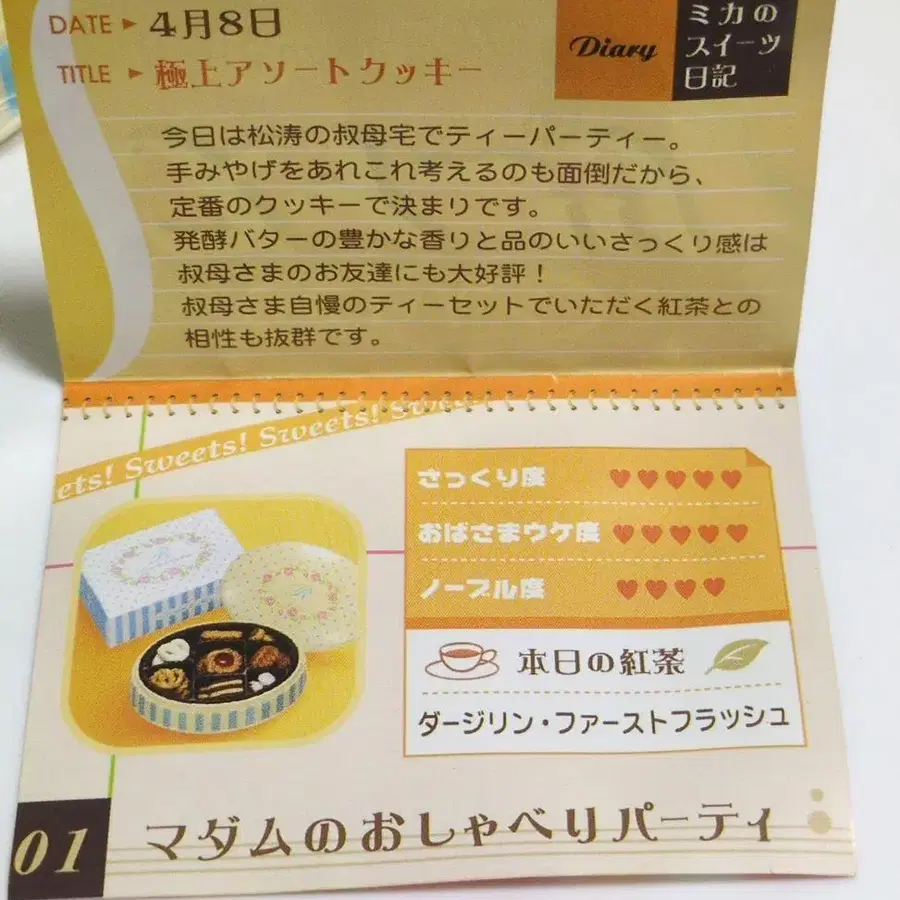 DATE ▶ 4月8日
TITLE ▶ 極上アソートクッキー
Diary
ミカの
スイーツ
日記
今日は松涛の叔母宅でティーパーティー。
手みやげをあれこれ考えるのも面倒だから、
定番のクッキーで決まりです。
発酵バターの豊かな香りと品のいいさっくり感は
叔母さまのお友達にも大好評！
叔母さま自慢のティーセットでいただく紅茶との
相性も抜群です。
ets! Sweets! Sweets! Sweets
さっくり度 ♥♥♥♥♥
おばさまウケ度 ♥♥♥♥♥
ノーブル度 ♥♥♥♥
本日の紅茶
ダージリン・ファーストフラッシュ
01
マダムのおしゃべりパーティ